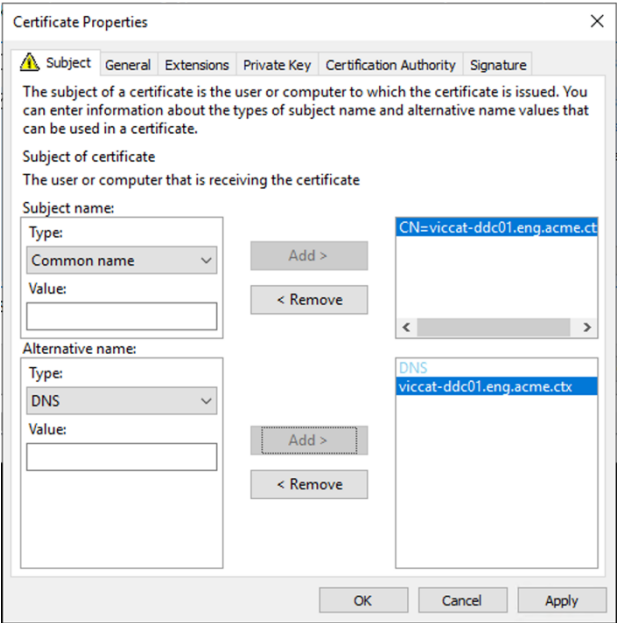 Certificate Properties
Subject General Extensions Private Key Certification Authority Signature
The subject of a certificate is the user or computer to which the certificate is issued. You
can enter information about the types of subject name and alternative name values that
can be used in a certificate.
Subject of certificate
The user or computer that is receiving the certificate
Subject name:
Type:
Common name
Value:
Add >
< Remove
CN=viccat-ddc01.eng.acme.ct
Alternative name:
Type:
DNS
Value:
Add >
< Remove
DNS
viccat-ddc01.eng.acme.ctx
OK Cancel Apply